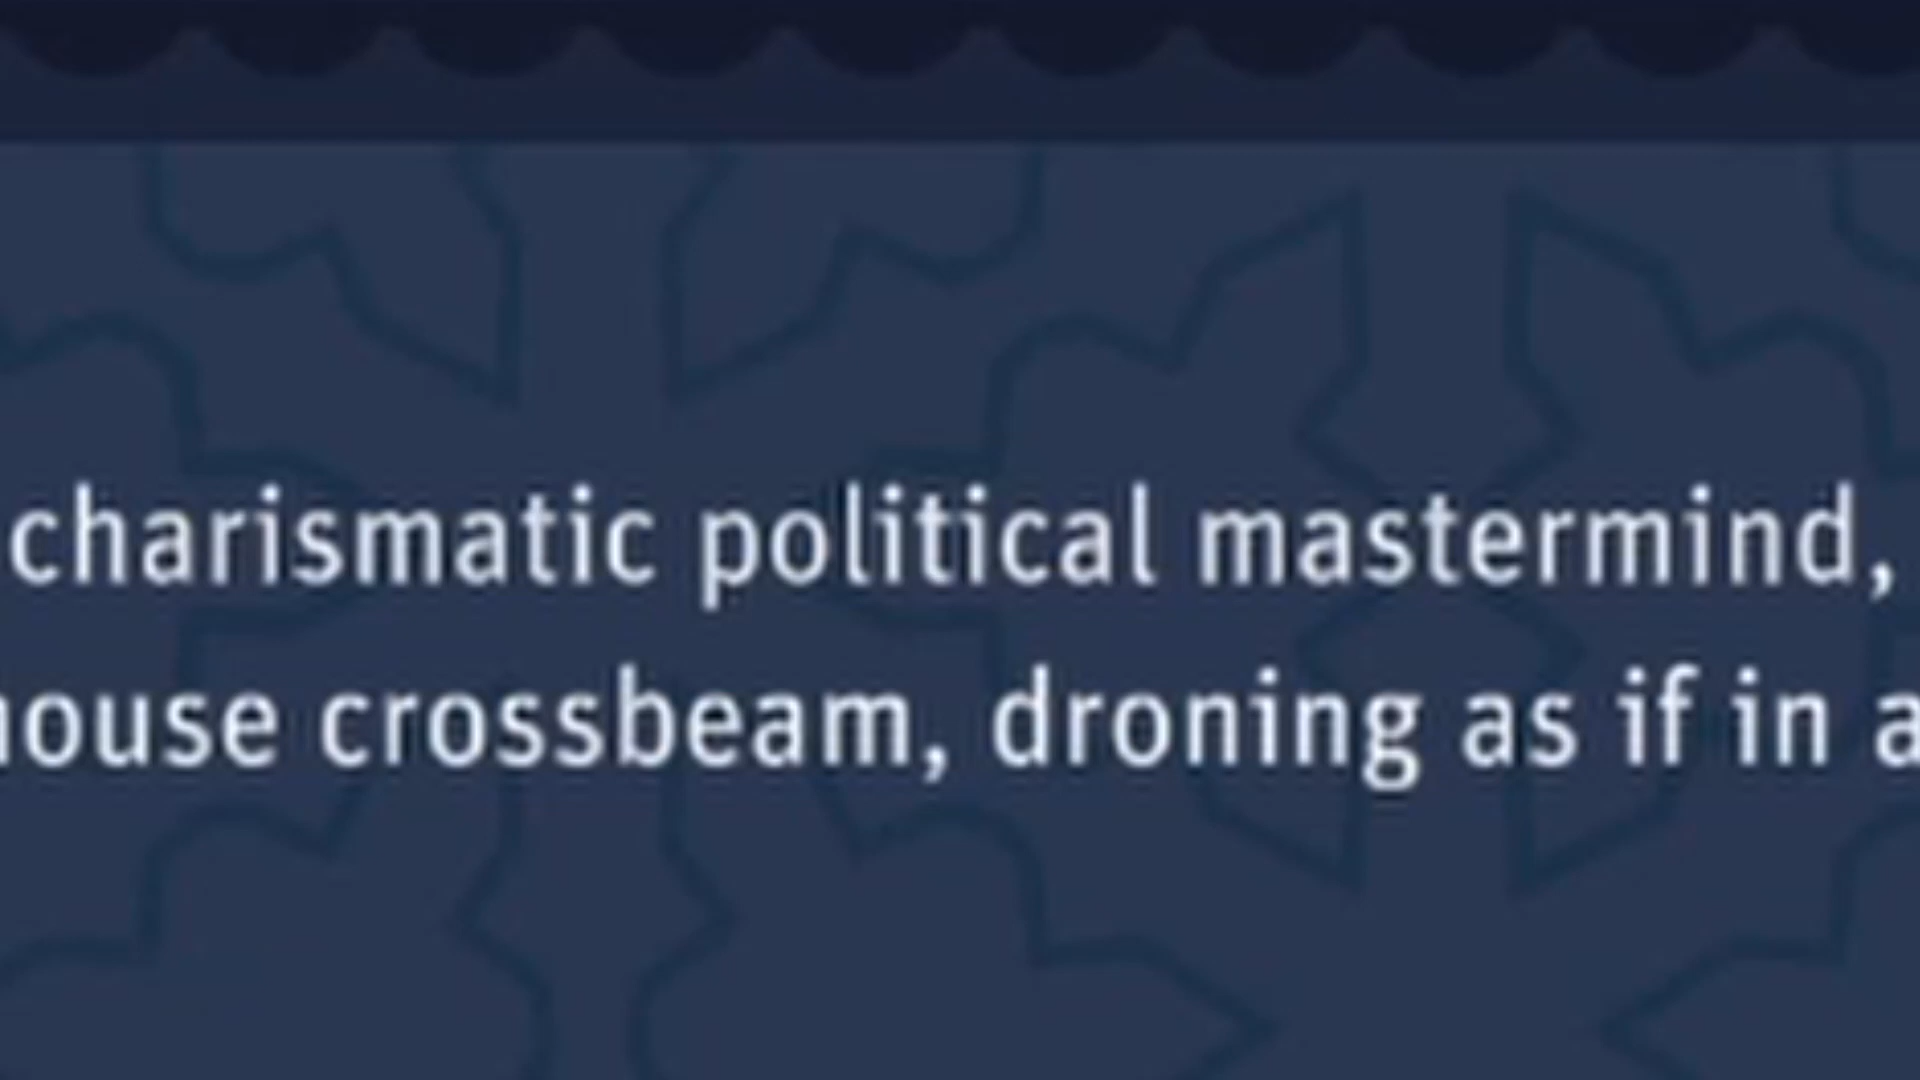 charismatic political mastermind,
ouse crossbeam, droning as if in a